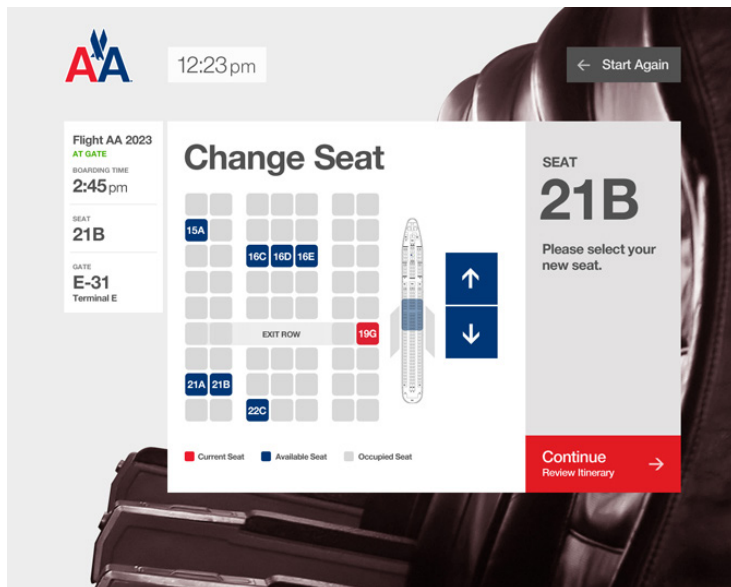 AA
12:23pm
← Start Again
Flight AA 2023
AT GATE
BOARDING TIME
2:45pm
SEAT
21B
GATE
E-31
Terminal E
Change Seat
15A
16C 16D 16E
EXIT ROW 19G
21A 21B
22C
Current Seat Available Seat Occupied Seat
SEAT
21B
Please select your
new seat.
Continue
Review Itinerary